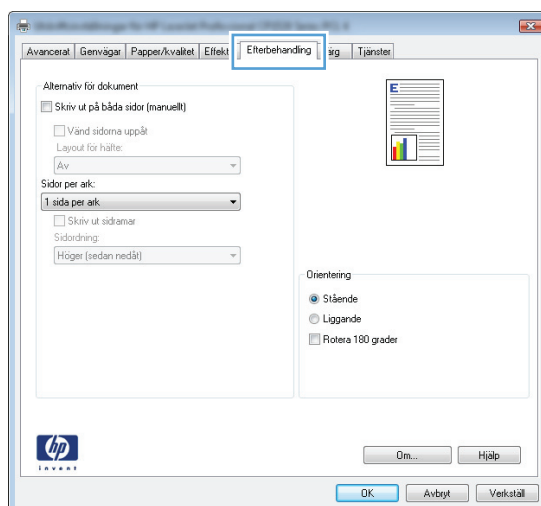 Avancerat Genvägar Papper/kvalitet Effekt Efterbehandling ärg Tjänster
Alternativ för dokument
Skriv ut på båda sidor (manuellt)
Vänd sidorna uppåt
Layout för häfte:
Av
Sidor per ark:
1 sida per ark
Skriv ut sidramar
Sidordning:
Höger (sedan nedåt)
E
Orientering
Stående
Liggande
Rotera 180 grader
hp
invent
Om... Hjälp
OK Avbryt Verkställ